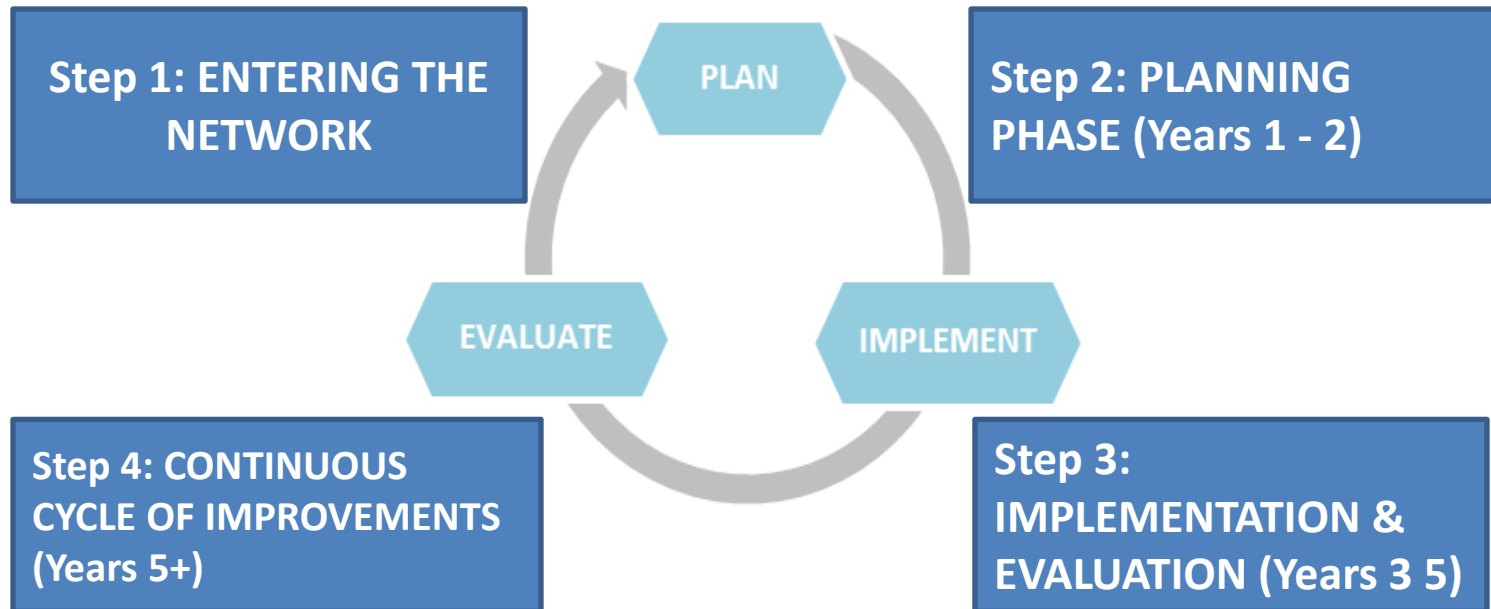 Step 1: ENTERING THE
NETWORK
PLAN
Step 2: PLANNING
PHASE (Years 1 - 2)
EVALUATE
IMPLEMENT
Step 4: CONTINUOUS
CYCLE OF IMPROVEMENTS
(Years 5+)
Step 3:
IMPLEMENTATION &
EVALUATION (Years 3 5)